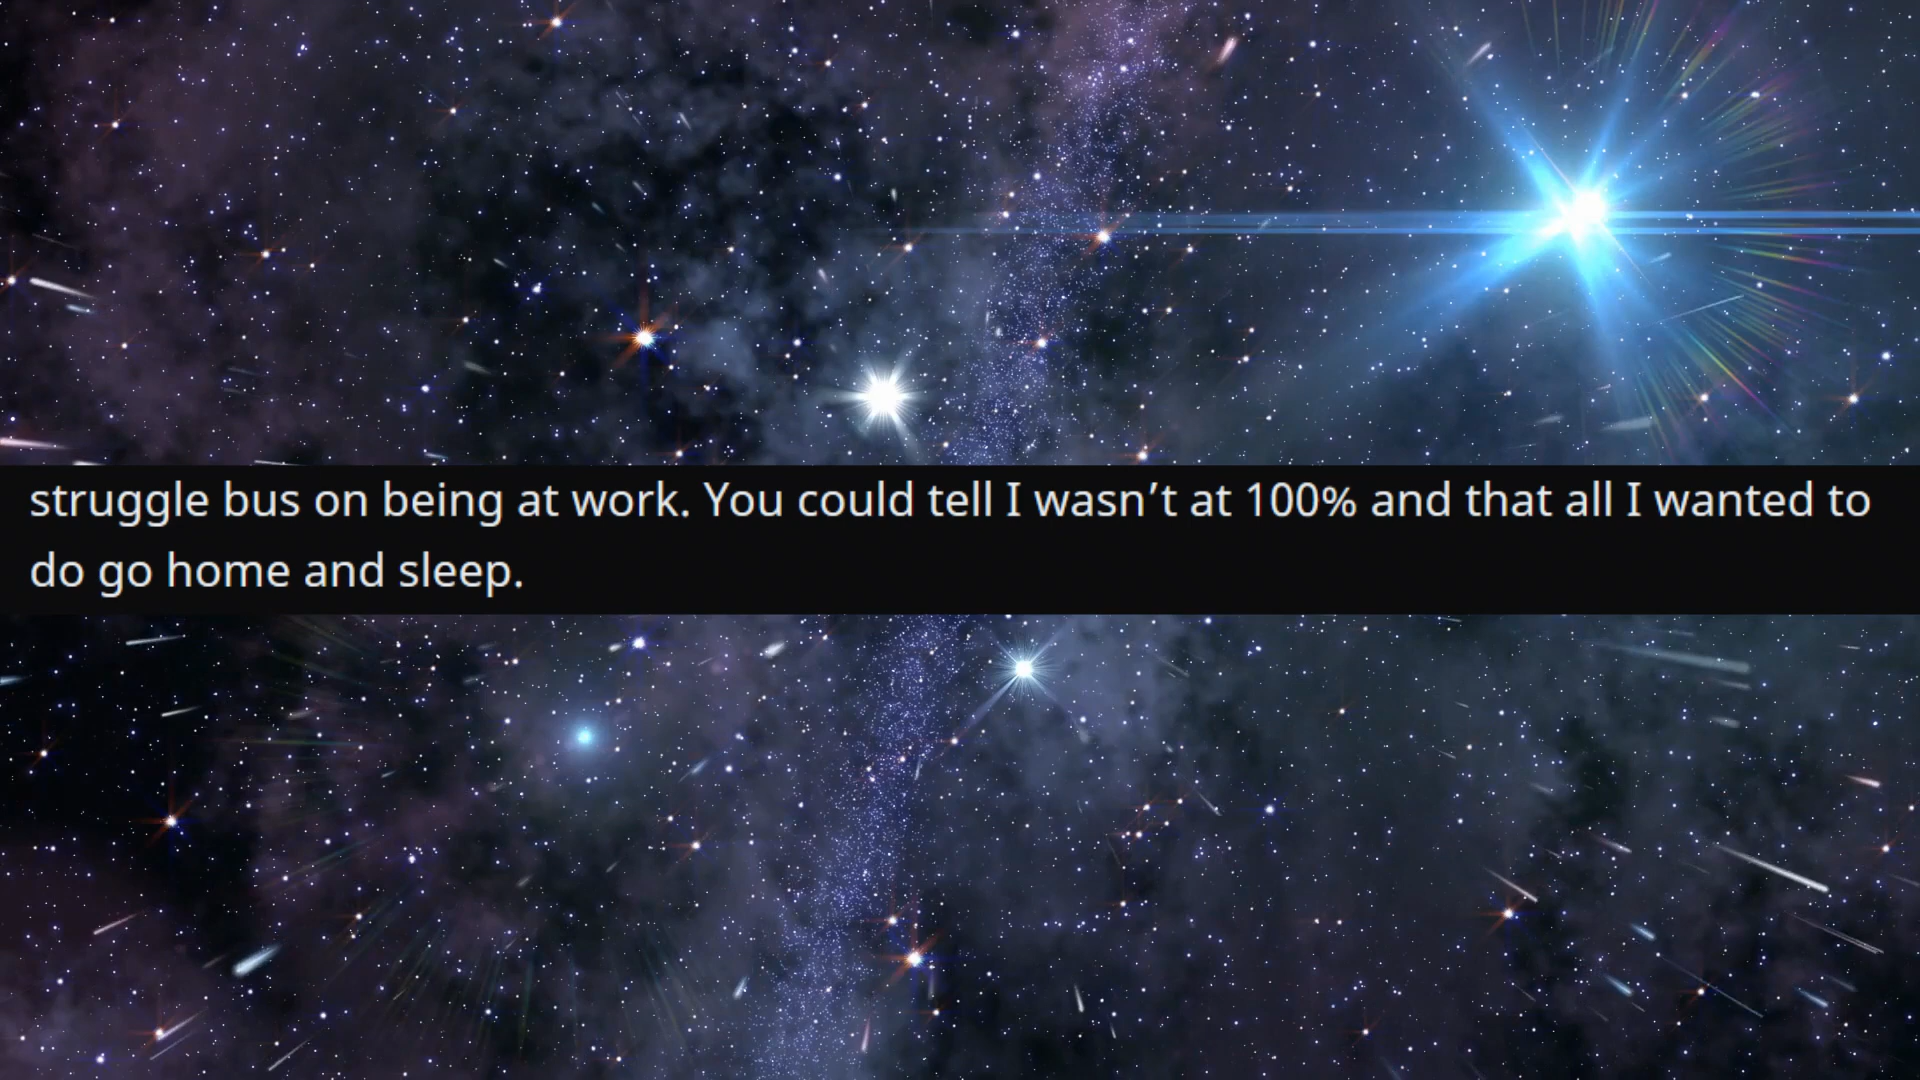 struggle bus on being at work. You could tell I wasn’t at 100% and that all I wanted to
do go home and sleep.